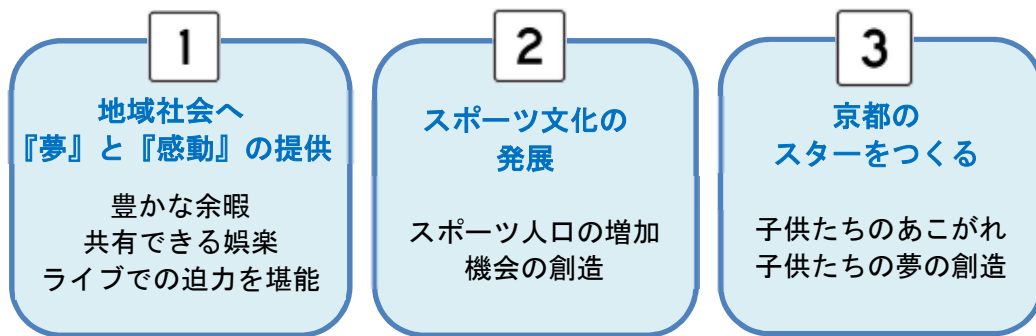 1
地域社会へ
『夢』と『感動』の提供
豊かな余暇
共有できる娯楽
ライブでの迫力を堪能
2
スポーツ文化の
発展
スポーツ人口の増加
機会の創造
3
京都の
スターをつくる
子供たちのあこがれ
子供たちの夢の創造